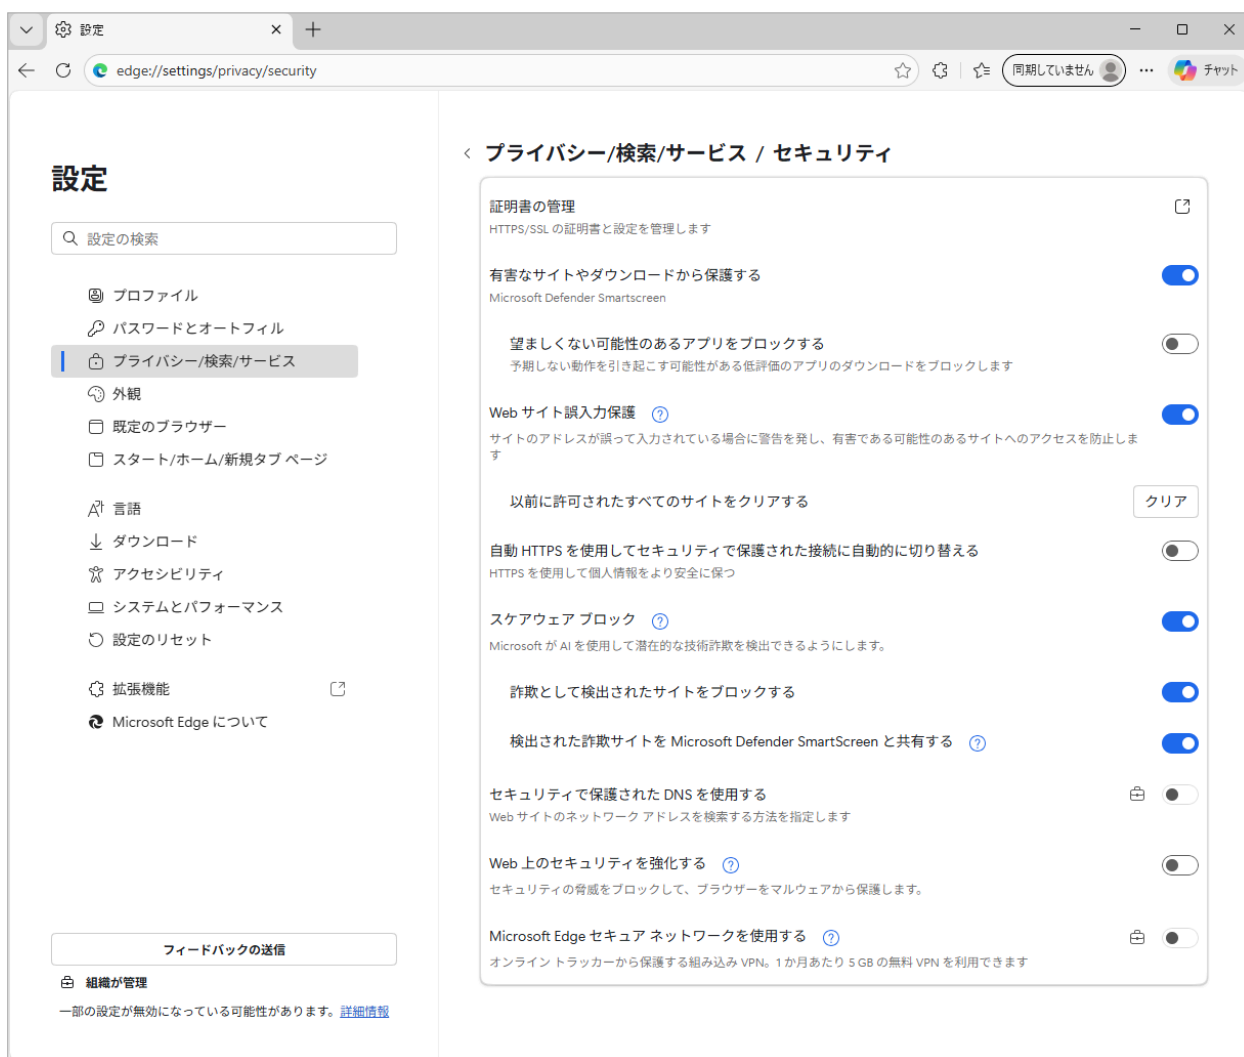 設定
edge://settings/privacy/security
同期していません
チャット
設定
設定の検索
プロファイル
パスワードとオートフィル
プライバシー/検索/サービス
外観
既定のブラウザー
スタート/ホーム/新規タブ ページ
言語
ダウンロード
アクセシビリティ
システムとパフォーマンス
設定のリセット
拡張機能
Microsoft Edge について
フィードバックの送信
組織が管理
一部の設定が無効になっている可能性があります。詳細情報
プライバシー/検索/サービス / セキュリティ
証明書の管理
HTTPS/SSL の証明書と設定を管理します
有害なサイトやダウンロードから保護する
Microsoft Defender Smartscreen
望ましくない可能性のあるアプリをブロックする
予期しない動作を引き起こす可能性がある低評価のアプリのダウンロードをブロックします
Web サイト誤入力保護
サイトのアドレスが誤って入力されている場合に警告を発し、有害である可能性のあるサイトへのアクセスを防止しま
す
以前に許可されたすべてのサイトをクリアする
クリア
自動 HTTPS を使用してセキュリティで保護された接続に自動的に切り替える
HTTPS を使用して個人情報をより安全に保つ
スケアウェア ブロック
Microsoft が AI を使用して潜在的な技術詐欺を検出できるようにします。
詐欺として検出されたサイトをブロックする
検出された詐欺サイトを Microsoft Defender SmartScreen と共有する
セキュリティで保護された DNS を使用する
Web サイトのネットワーク アドレスを検索する方法を指定します
Web 上のセキュリティを強化する
セキュリティの脅威をブロックして、ブラウザーをマルウェアから保護します。
Microsoft Edge セキュア ネットワークを使用する
オンライン トラッカーから保護する組み込み VPN。1 か月あたり 5 GB の無料 VPN を利用できます